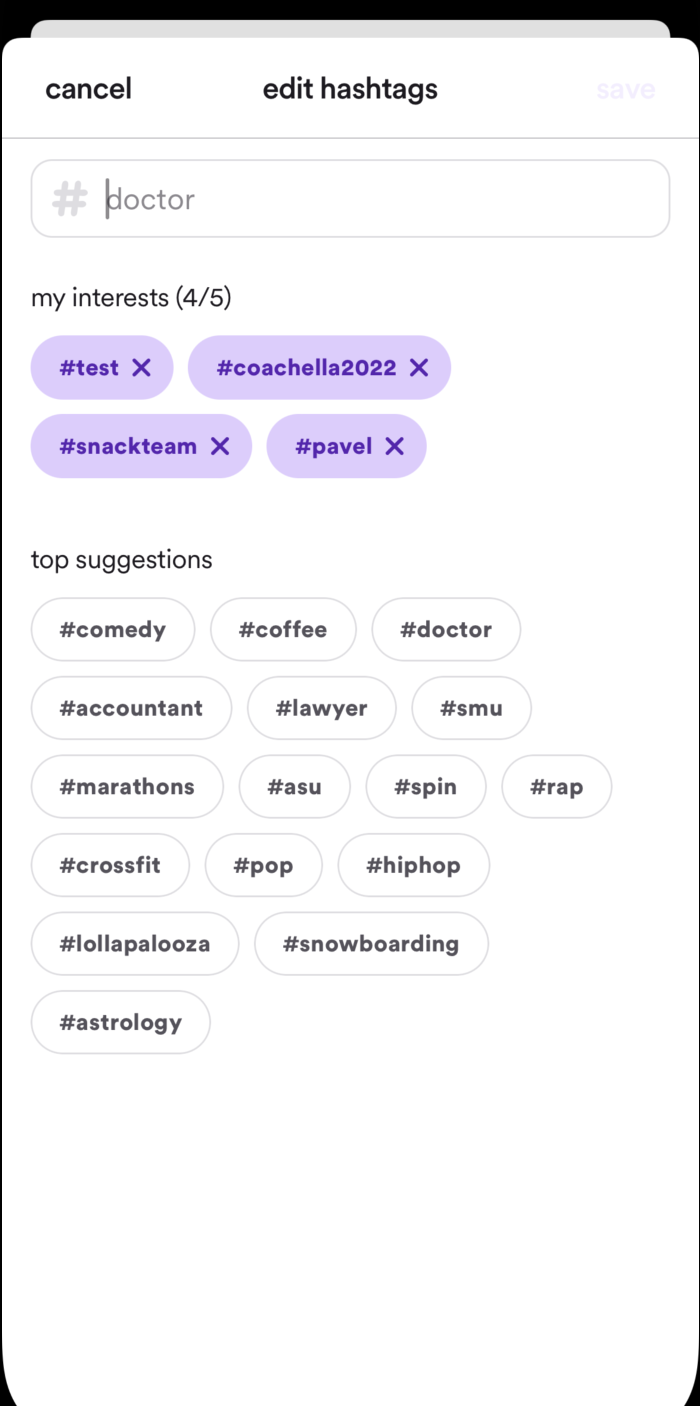 cancel edit hashtags save
# doctor
my interests (4/5)
#test X #coachella2022 X
#snackteam X #pavel X
top suggestions
#comedy #coffee #doctor
#accountant #lawyer #smu
#marathons #asu #spin #rap
#crossfit #pop #hiphop
#lollapalooza #snowboarding
#astrology